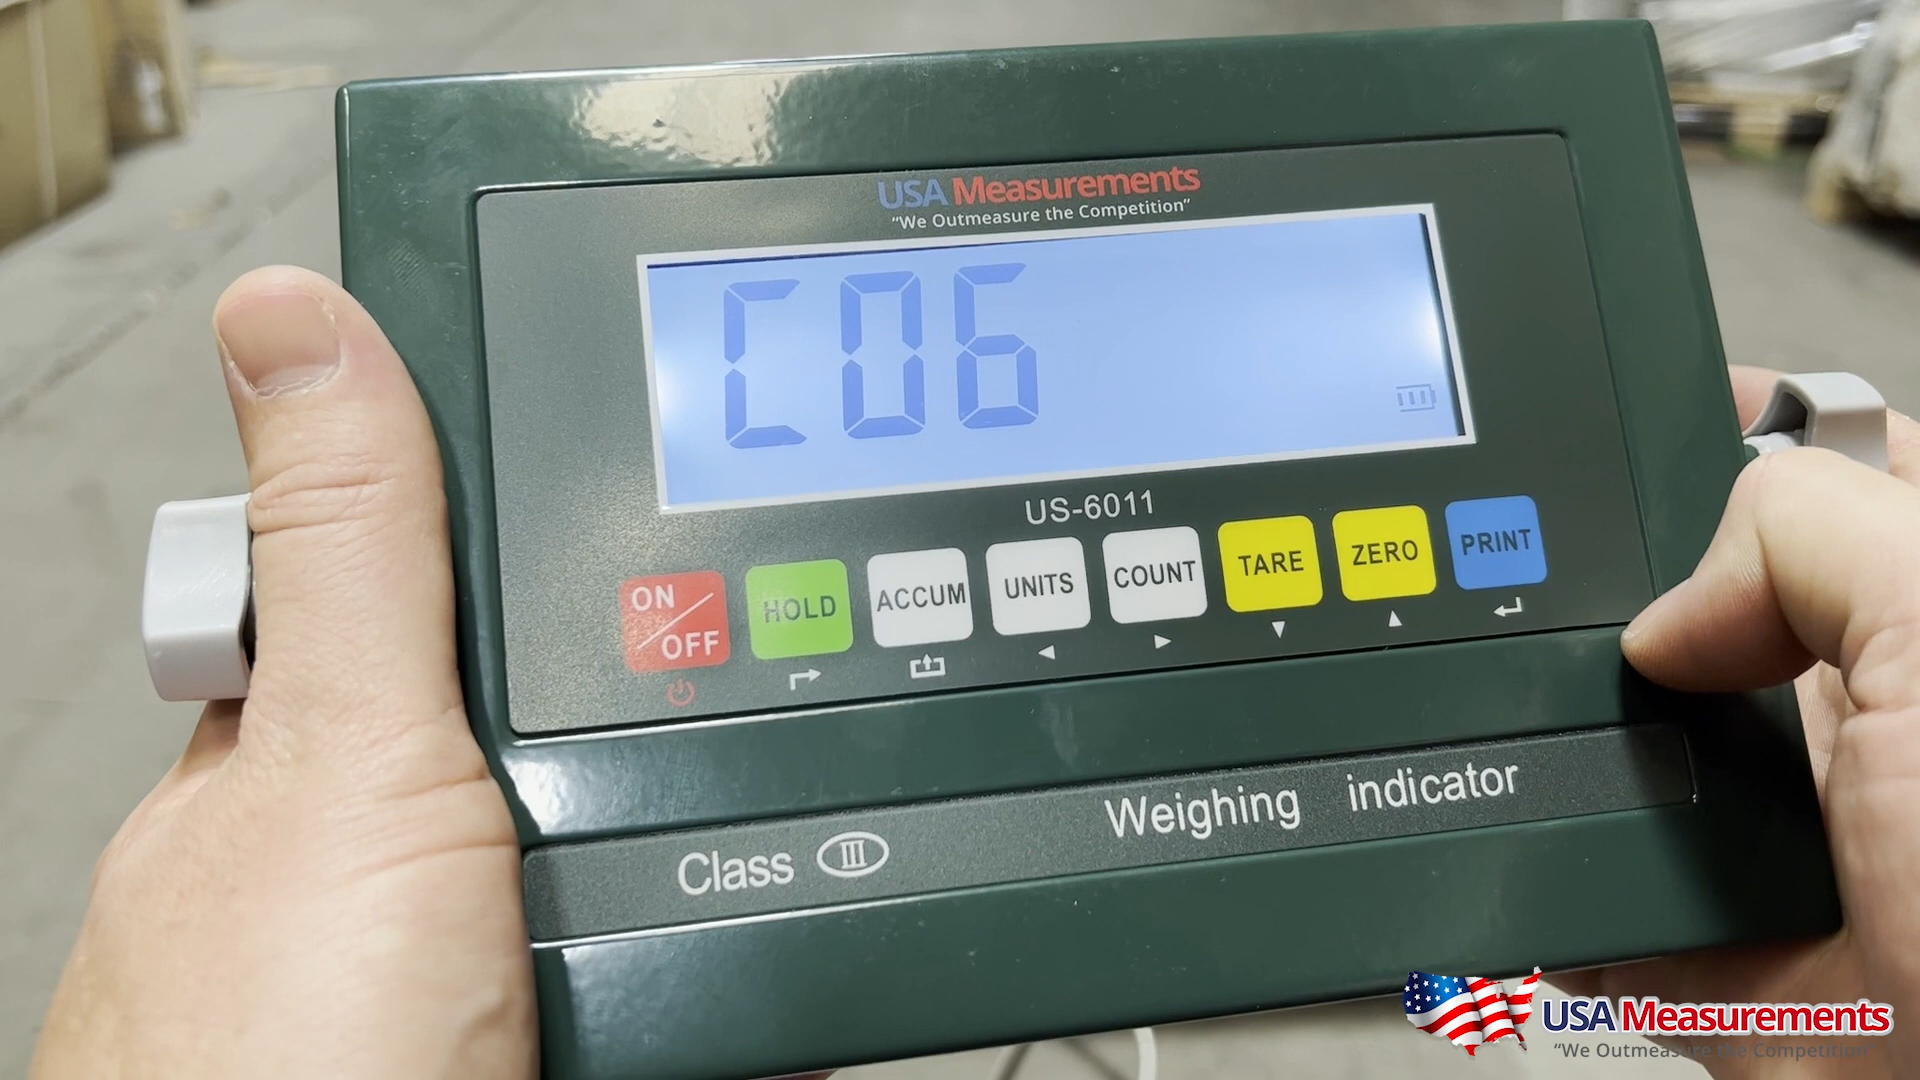 USA Measurements
“We Outmeasure the Competition”
C06
US-6011
ON/OFF
HOLD
ACCUM
UNITS
COUNT
TARE
ZERO
PRINT
Class III
Weighing indicator
USA Measurements
“We Outmeasure the Competition”